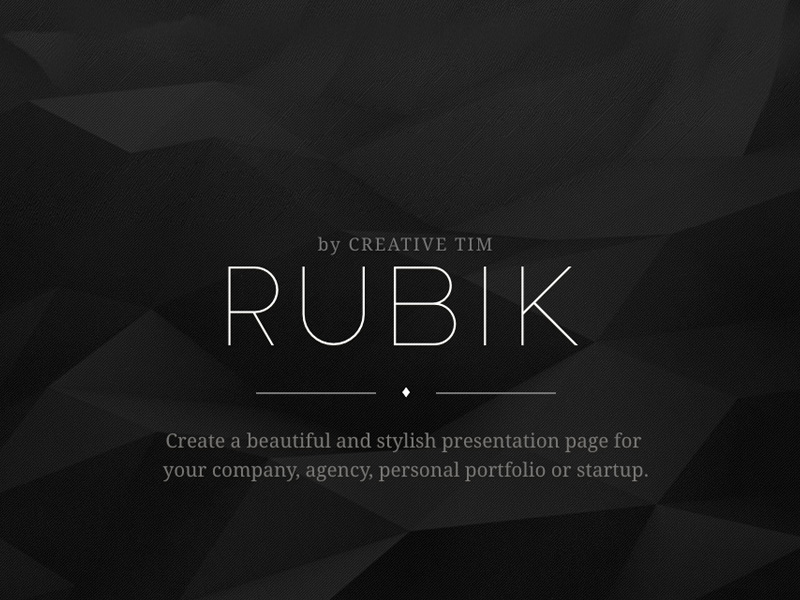 by CREATIVE TIM
RUBIK
Create a beautiful and stylish presentation page for
your company, agency, personal portfolio or startup.